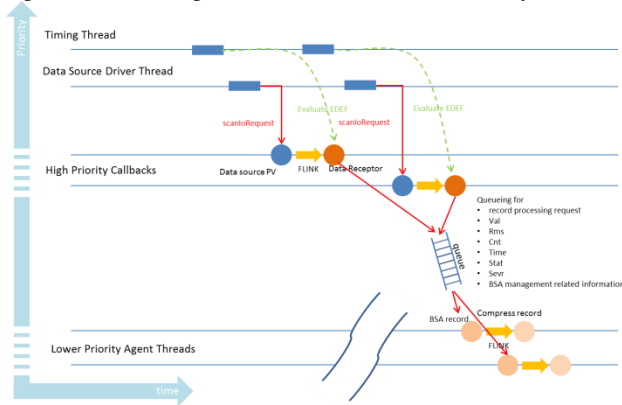 Priority
Timing Thread
Data Source Driver Thread
Evaluate EDEF
Evaluate EDEF
scanIoRequest
scanIoRequest
High Priority Callbacks
Data source PV
FLINK
Data Receptor
Queueing for
• record processing request
• Val
• Rms
• Cnt
• Time
• Stat
• Sevr
• BSA management related information
queue
BSA record
Compress record
FLINK
Lower Priority Agent Threads
time